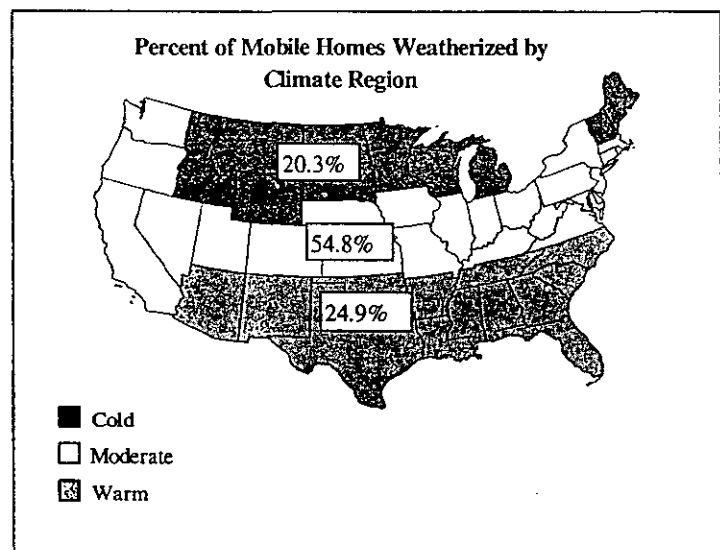 Percent of Mobile Homes Weatherized by
Climate Region
20.3%
54.8%
24.9%
Cold
Moderate
Warm